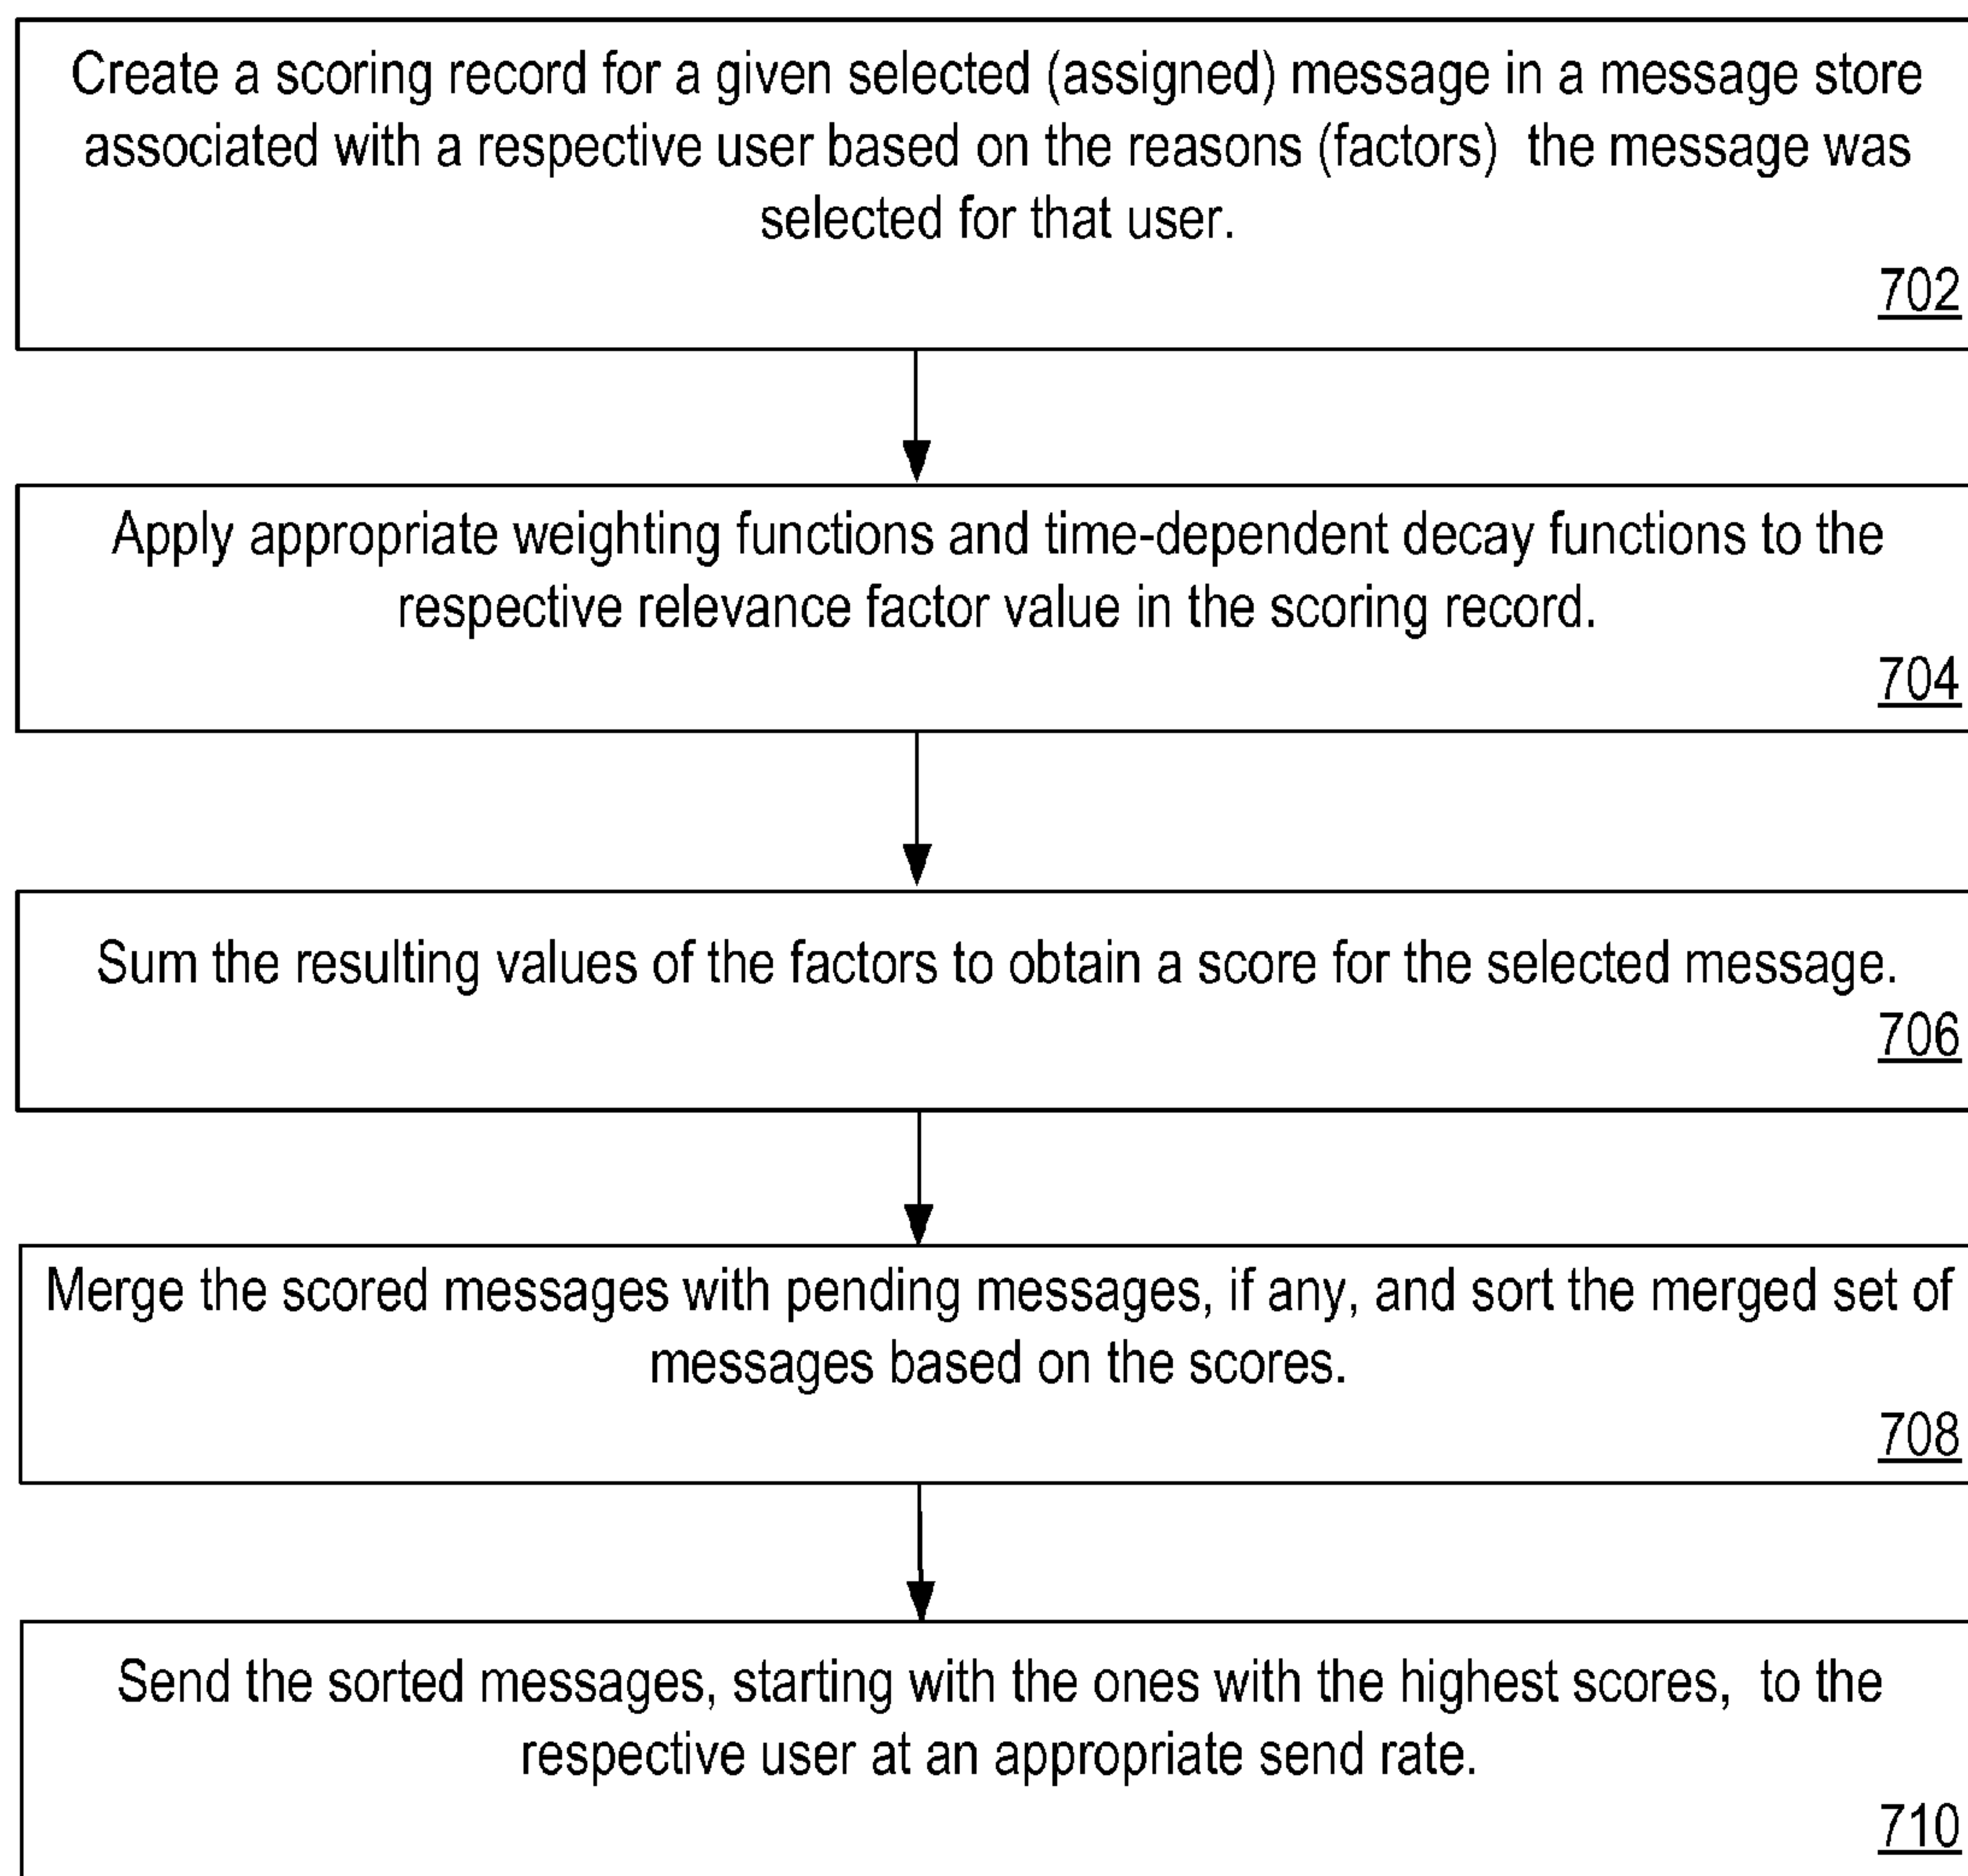 Create a scoring record for a given selected (assigned) message in a message store
associated with a respective user based on the reasons (factors)  the message was
selected for that user.
702
Apply appropriate weighting functions and time-dependent decay functions to the
respective relevance factor value in the scoring record.
704
Sum the resulting values of the factors to obtain a score for the selected message.
706
Merge the scored messages with pending messages, if any, and sort the merged set of
messages based on the scores.
708
Send the sorted messages, starting with the ones with the highest scores,  to the
respective user at an appropriate send rate.
710